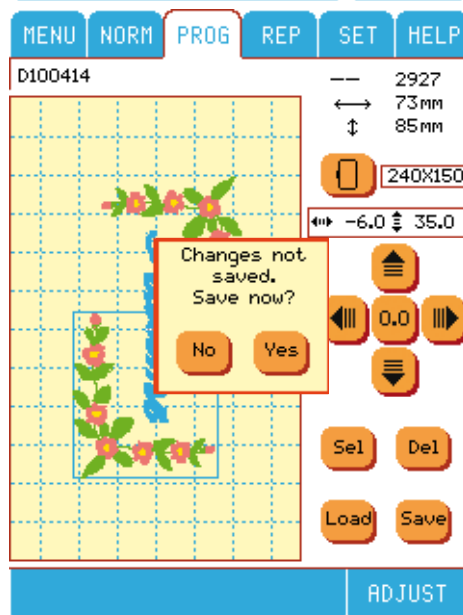 MENU NORM PROG REP SET HELP
D100414
2927
73mm
85mm
240X150
-6.0 35.0
Changes not
saved.
Save now?
No Yes
0.0
Sel Del
Load Save
ADJUST